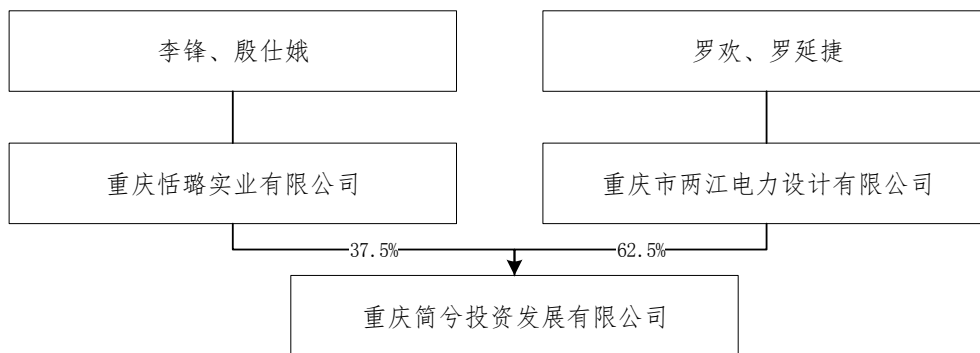 李锋、殷仕娥
罗欢、罗延捷
重庆恬璐实业有限公司
重庆市两江电力设计有限公司
37.5%
62.5%
重庆简兮投资发展有限公司